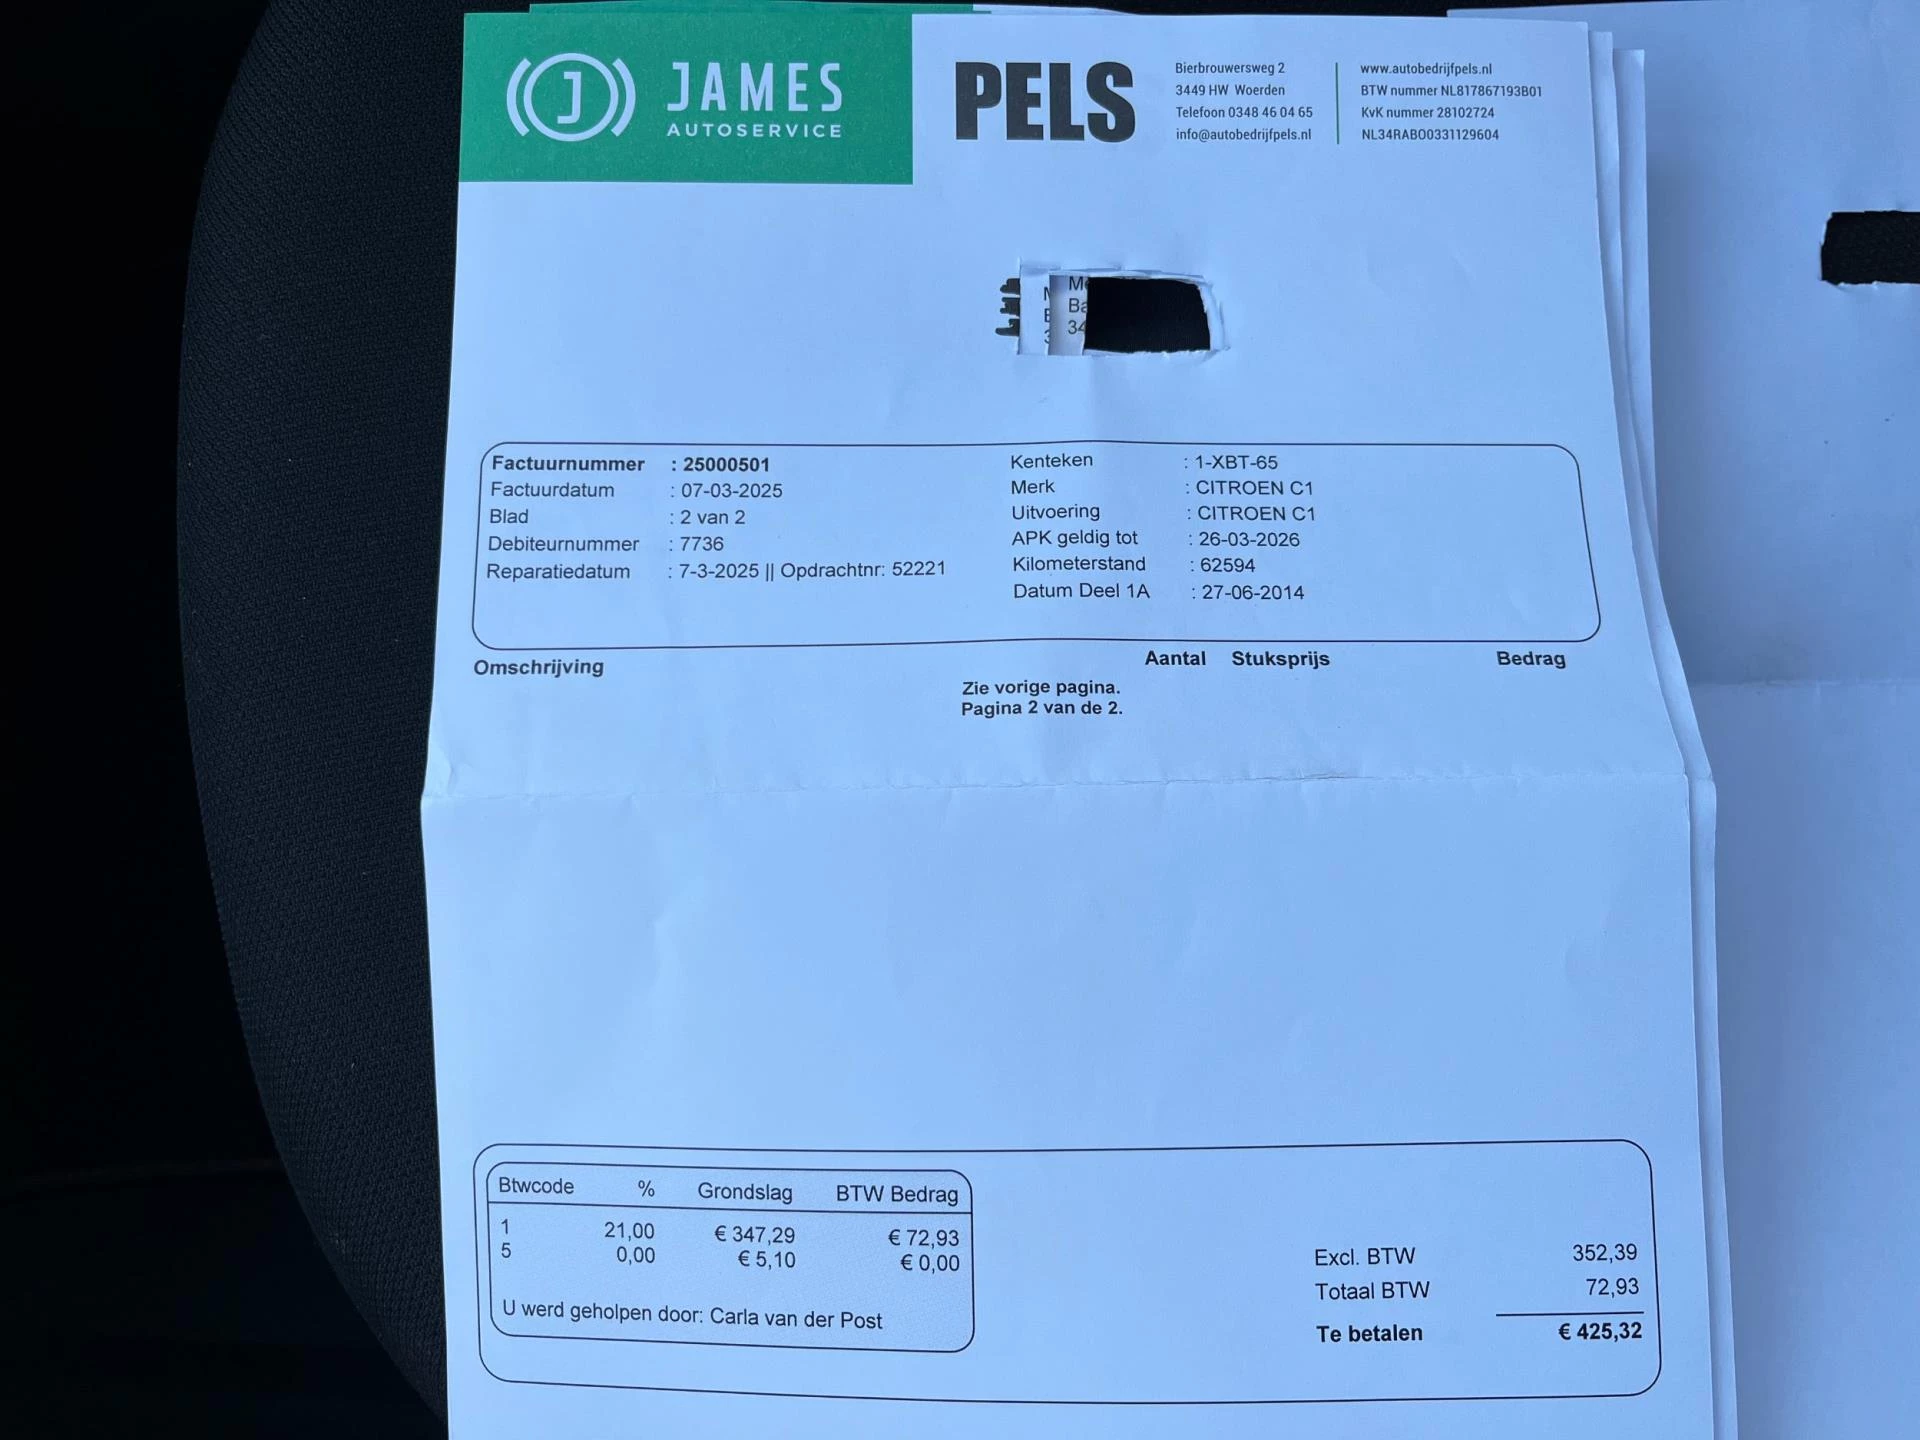 JAMES
AUTOSERVICE
PELS
Bierbrouwersweg 2
3449 HW Woerden
Telefoon 0348 46 04 65
info@autobedrijfpels.nl
www.autobedrijfpels.nl
BTW nummer NL817867193B01
KvK nummer 28102724
NL34RABO0331129604
Me
Ba
34
Factuurnummer : 25000501
Factuurdatum : 07-03-2025
Blad : 2 van 2
Debiteurnummer : 7736
Reparatiedatum : 7-3-2025 || Opdrachtnr: 52221
Kenteken : 1-XBT-65
Merk : CITROEN C1
Uitvoering : CITROEN C1
APK geldig tot : 26-03-2026
Kilometerstand : 62594
Datum Deel 1A : 27-06-2014
Omschrijving Aantal Stuksprijs Bedrag
Zie vorige pagina.
Pagina 2 van de 2.
Btwcode % Grondslag BTW Bedrag
1 21,00 € 347,29 € 72,93
5 0,00 € 5,10 € 0,00
U werd geholpen door: Carla van der Post
Excl. BTW 352,39
Totaal BTW 72,93
Te betalen € 425,32